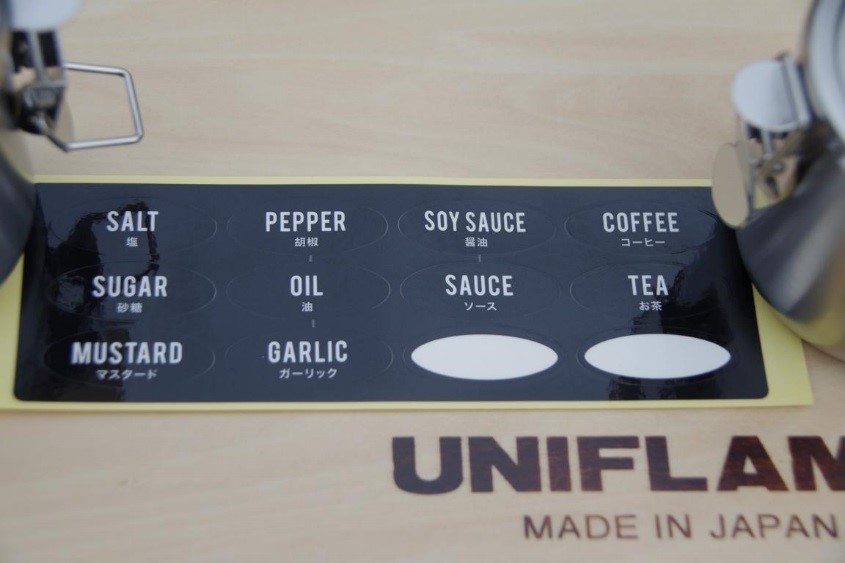 SALT
塩
PEPPER
胡椒
SOY SAUCE
醤油
COFFEE
コーヒー
SUGAR
砂糖
OIL
油
SAUCE
ソース
TEA
お茶
MUSTARD
マスタード
GARLIC
ガーリック
UNIFLAM
MADE IN JAPAN